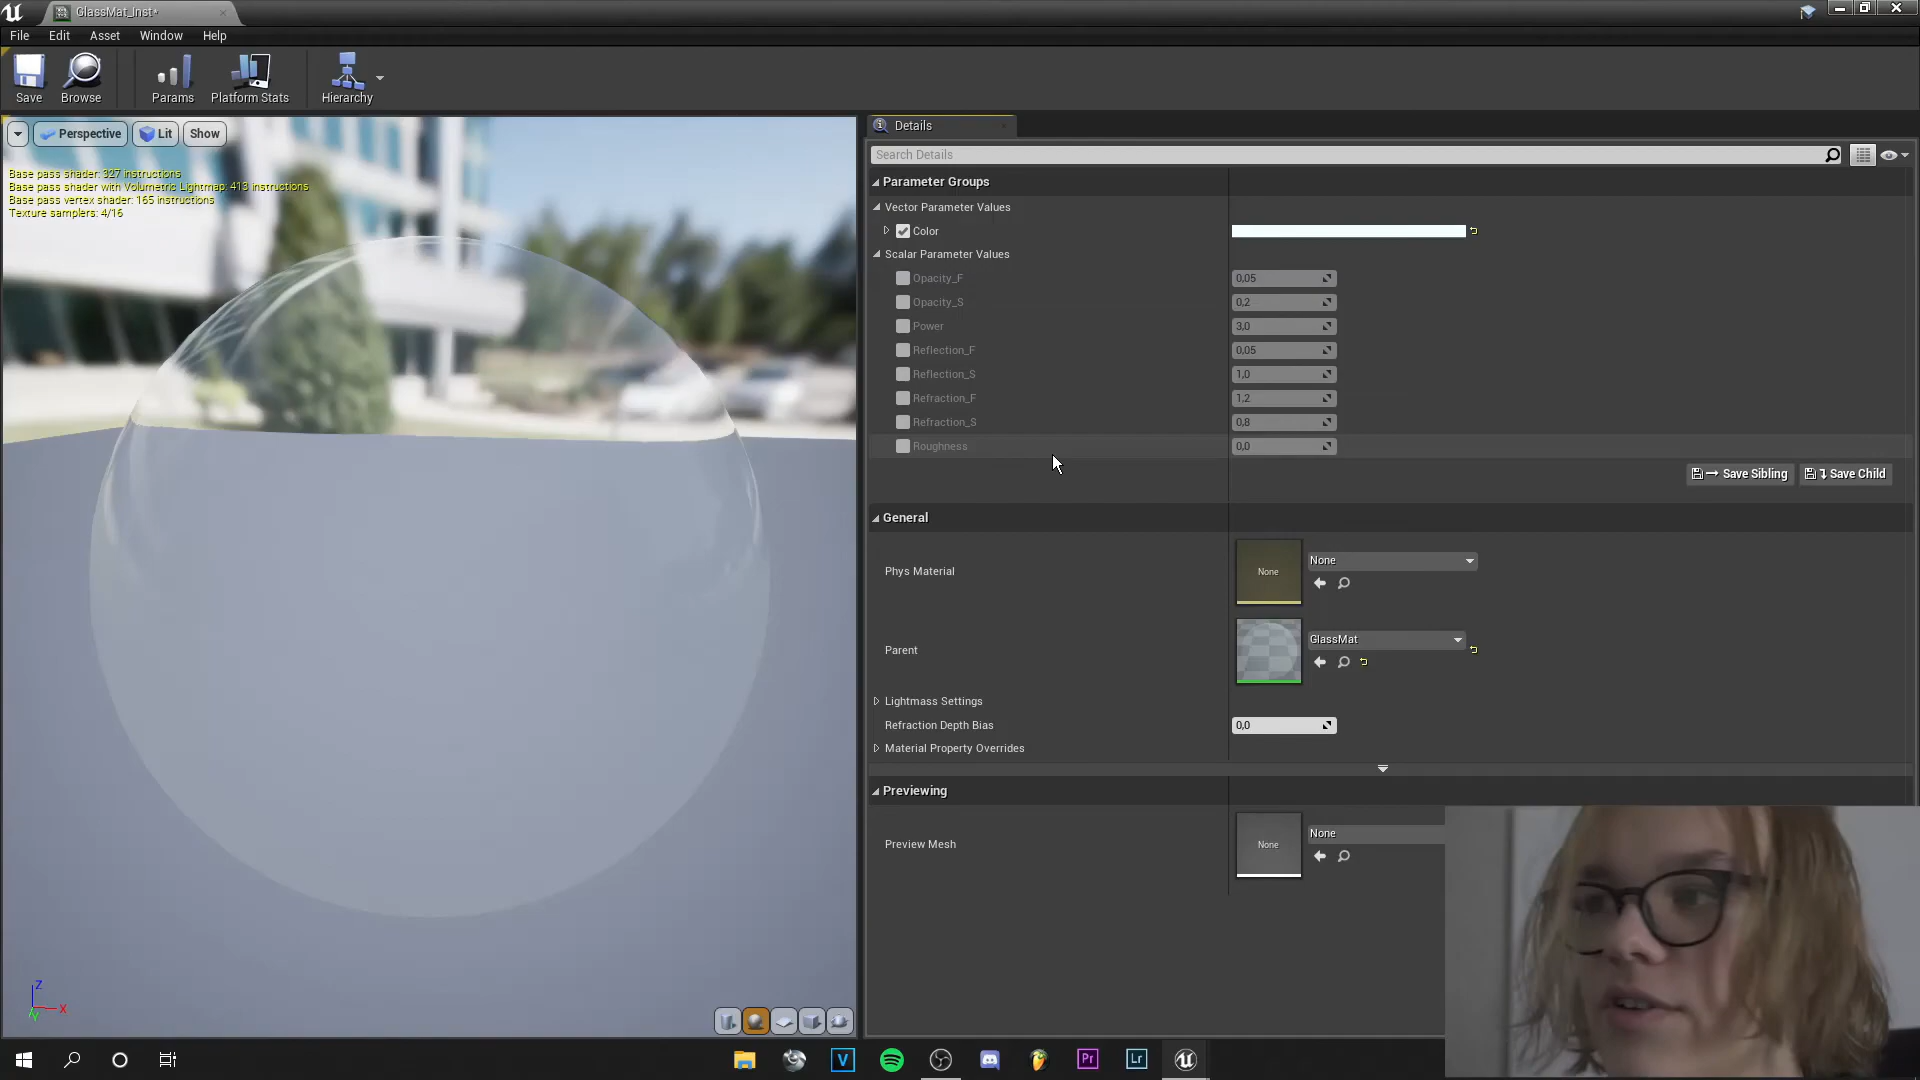 GlassMat_Inst*
File Edit Asset Window Help
Save Browse Params Platform Stats Hierarchy
Perspective Lit Show
Base pass shader: 327 instructions
Base pass shader with Volumetric Lightmap: 413 instructions
Base pass vertex shader: 165 instructions
Texture samplers: 4/16
Z
X
Y
Details
Search Details
Parameter Groups
Vector Parameter Values
Color
Scalar Parameter Values
Opacity_F 0,05
Opacity_S 0,2
Power 3,0
Reflection_F 0,05
Reflection_S 1,0
Refraction_F 1,2
Refraction_S 0,8
Roughness 0,0
Save Sibling Save Child
General
Phys Material None None
Parent GlassMat
Lightmass Settings
Refraction Depth Bias 0,0
Material Property Overrides
Previewing
Preview Mesh None None
V Pr Lr